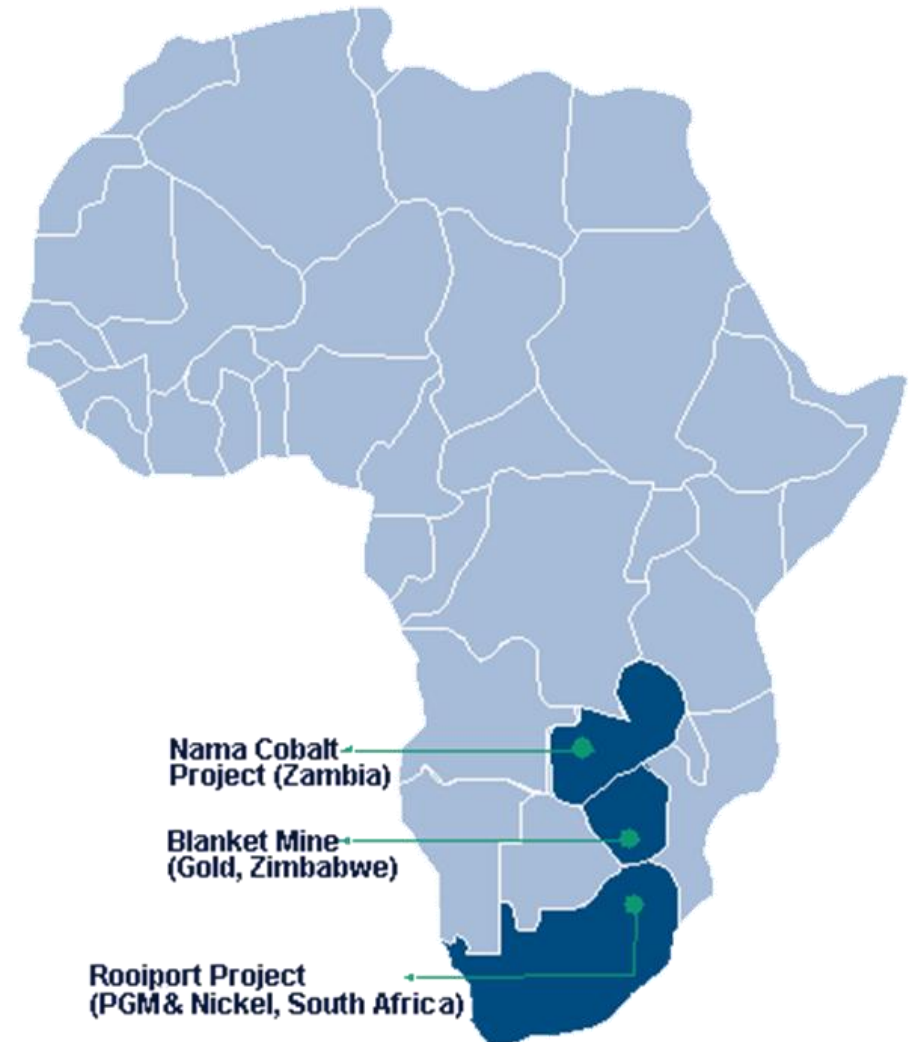 Nama Cobalt
Project (Zambia)
Blanket Mine
(Gold, Zimbabwe)
Rooiport Project
(PGM & Nickel, South Africa)